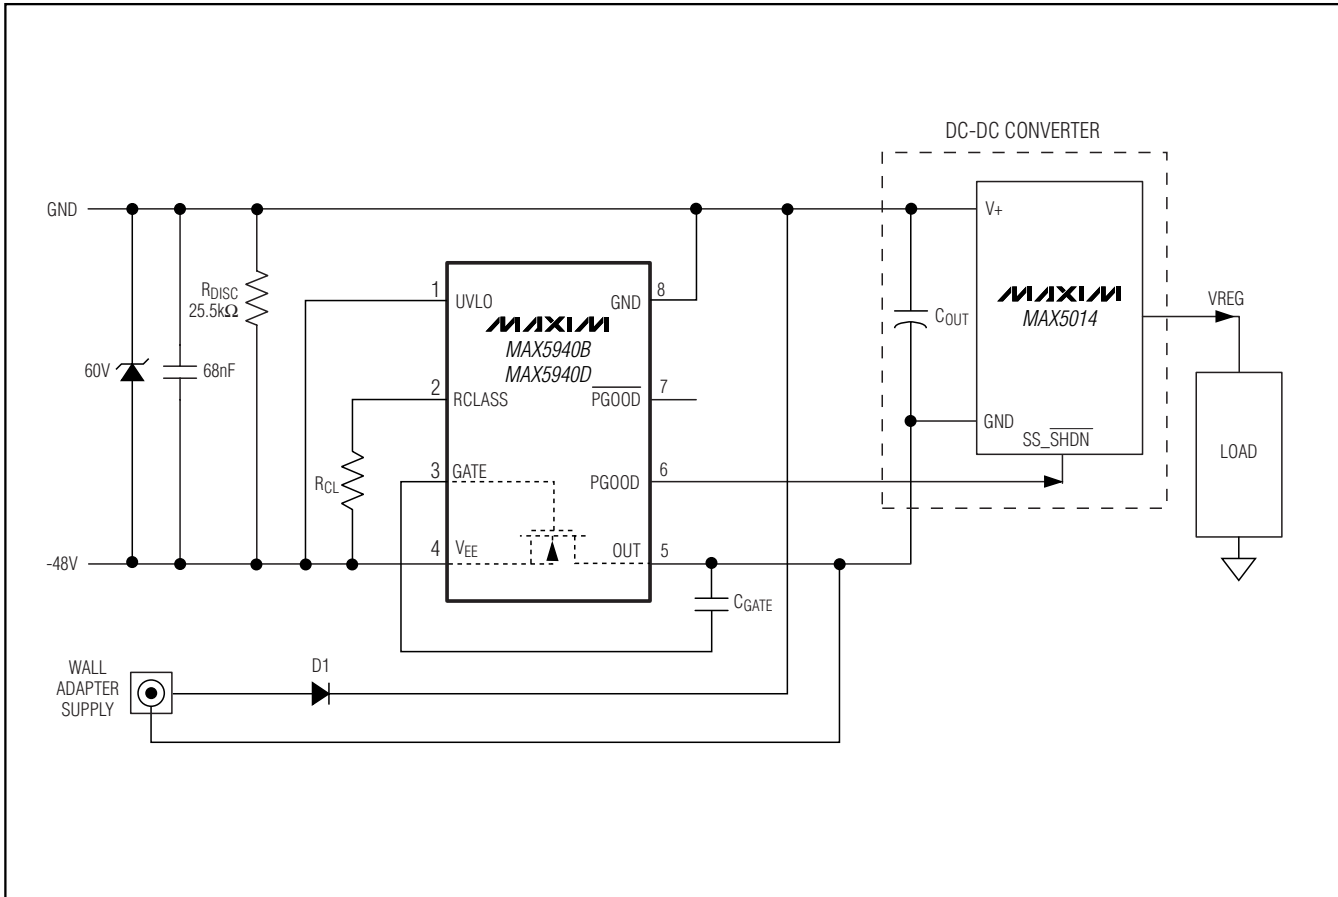 DC-DC CONVERTER
GND
V+
1
UVLO
GND
8
RDISC
25.5kΩ
MAXIM
MAX5940B
MAX5940D
MAXIM
MAX5014
VREG
COUT
60V
68nF
2
RCLASS
PGOOD
7
GND
SS_SHDN
LOAD
RCL
3
GATE
PGOOD
6
-48V
4
VEE
OUT
5
CGATE
WALL
ADAPTER
SUPPLY
D1